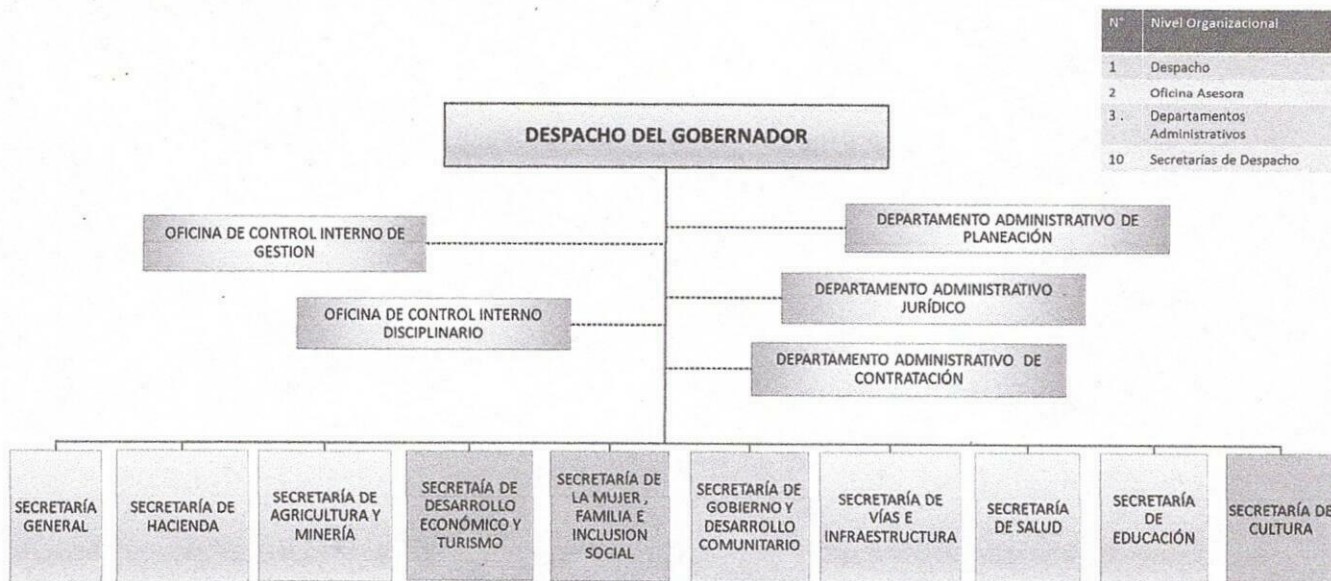 N° Nivel Organizacional
1 Despacho
2 Oficina Asesora
3 . Departamentos
Administrativos
10 Secretarías de Despacho
DESPACHO DEL GOBERNADOR
OFICINA DE CONTROL INTERNO DE
GESTION
DEPARTAMENTO ADMINISTRATIVO DE
PLANEACIÓN
OFICINA DE CONTROL INTERNO
DISCIPLINARIO
DEPARTAMENTO ADMINISTRATIVO
JURÍDICO
DEPARTAMENTO ADMINISTRATIVO DE
CONTRATACIÓN
SECRETARÍA
GENERAL
SECRETARÍA DE
HACIENDA
SECRETARÍA DE
AGRICULTURA Y
MINERÍA
SECRETAÍA DE
DESARROLLO
ECONÓMICO Y
TURISMO
SECRETARÍA DE
LA MUJER ,
FAMILIA E
INCLUSION
SOCIAL
SECRETARÍA DE
GOBIERNO Y
DESARROLLO
COMUNITARIO
SECRETARÍA DE
VÍAS E
INFRAESTRUCTURA
SECRETARÍA
DE SALUD
SECRETARÍA
DE
EDUCACIÓN
SECRETARÍA DE
CULTURA